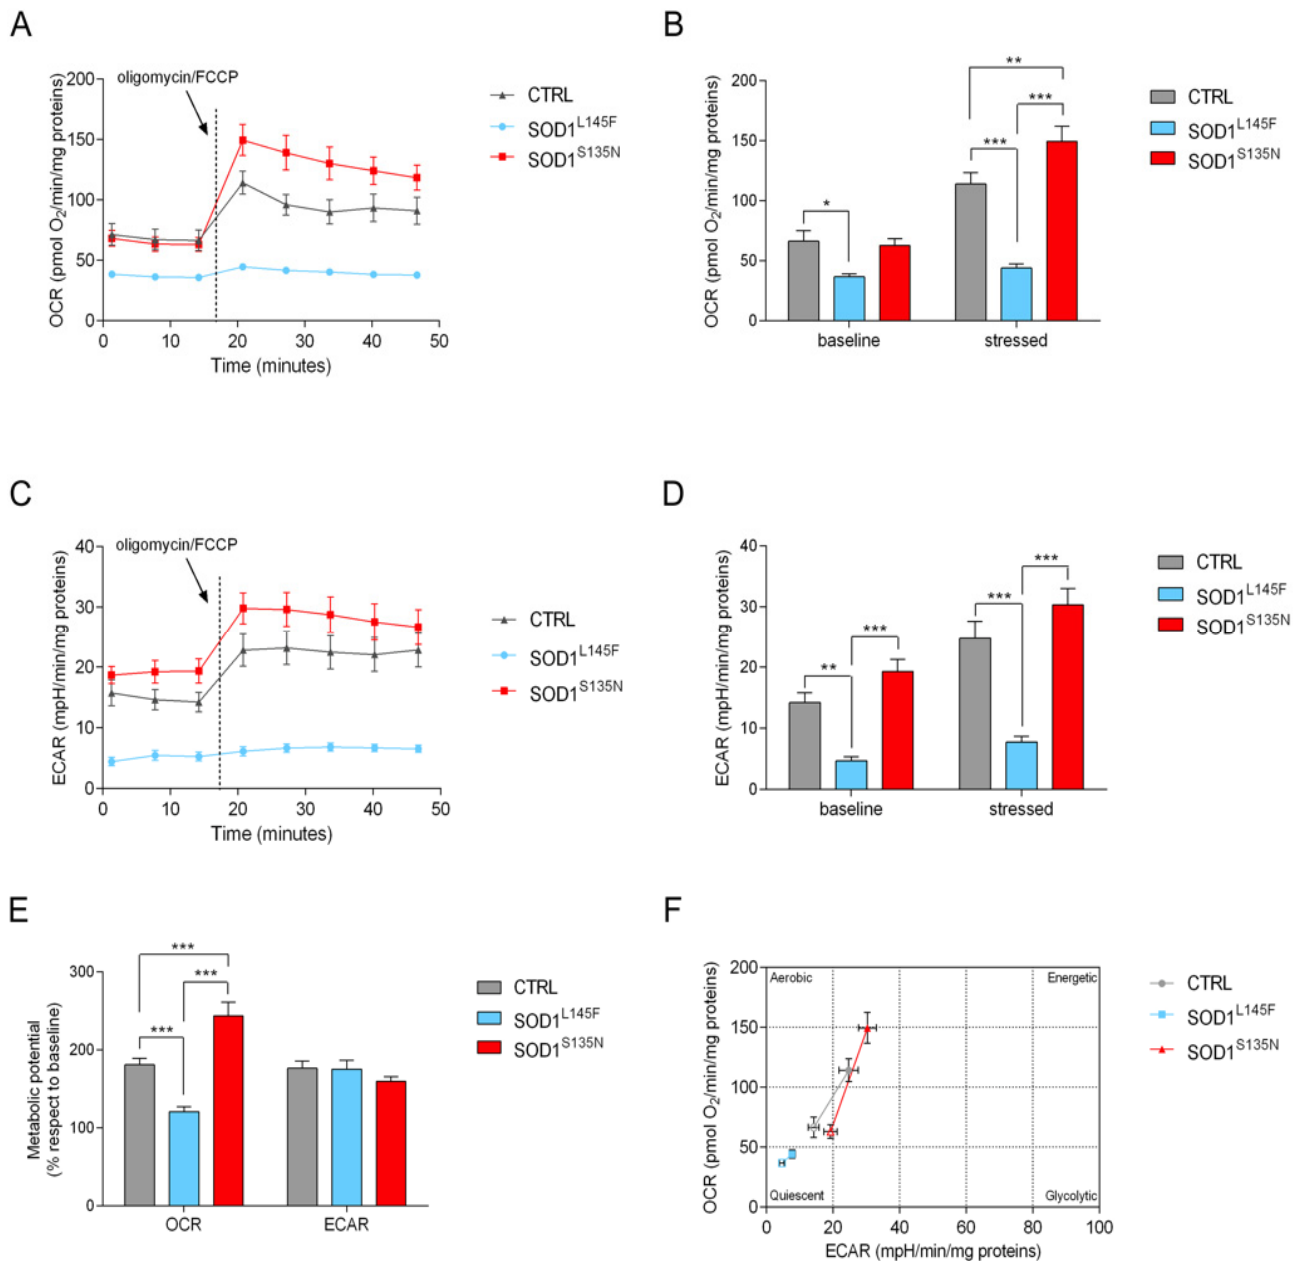 A
OCR (pmol O2/min/mg proteins)
200
150
100
50
0
oligomycin/FCCP
0 10 20 30 40 50
Time (minutes)
CTRL
SOD1L145F
SOD1S135N
B
OCR (pmol O2/min/mg proteins)
200
150
100
50
0
**
***
***
*
baseline stressed
CTRL
SOD1L145F
SOD1S135N
C
ECAR (mpH/min/mg proteins)
40
30
20
10
0
oligomycin/FCCP
0 10 20 30 40 50
Time (minutes)
CTRL
SOD1L145F
SOD1S135N
D
ECAR (mpH/min/mg proteins)
40
30
20
10
0
***
***
***
**
baseline stressed
CTRL
SOD1L145F
SOD1S135N
E
Metabolic potential
(% respect to baseline)
300
200
100
0
***
***
***
OCR ECAR
CTRL
SOD1L145F
SOD1S135N
F
OCR (pmol O2/min/mg proteins)
200
150
100
50
0
Aerobic Energetic
Quiescent Glycolytic
0 20 40 60 80 100
ECAR (mpH/min/mg proteins)
CTRL
SOD1L145F
SOD1S135N